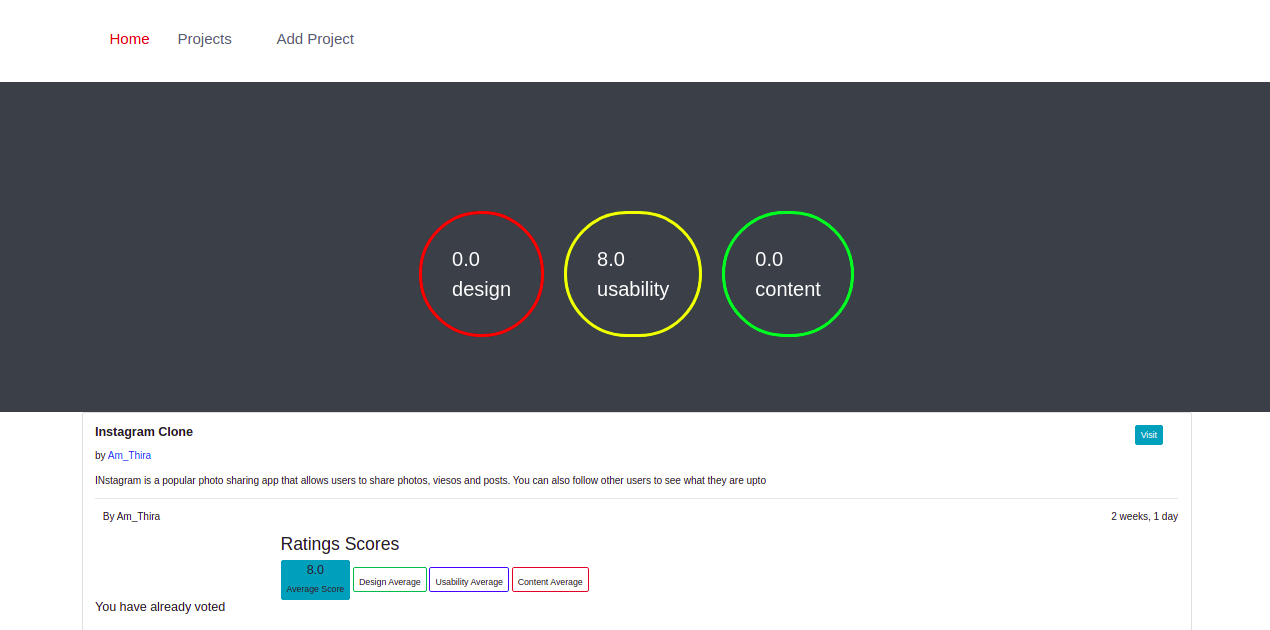 Home Projects Add Project
0.0 8.0 0.0
design usability content
Instagram Clone Visit
by Am_Thira
INstagram is a popular photo sharing app that allows users to share photos, viesos and posts. You can also follow other users to see what they are upto
By Am_Thira 2 weeks, 1 day
Ratings Scores
8.0
Average Score Design Average Usability Average Content Average
You have already voted